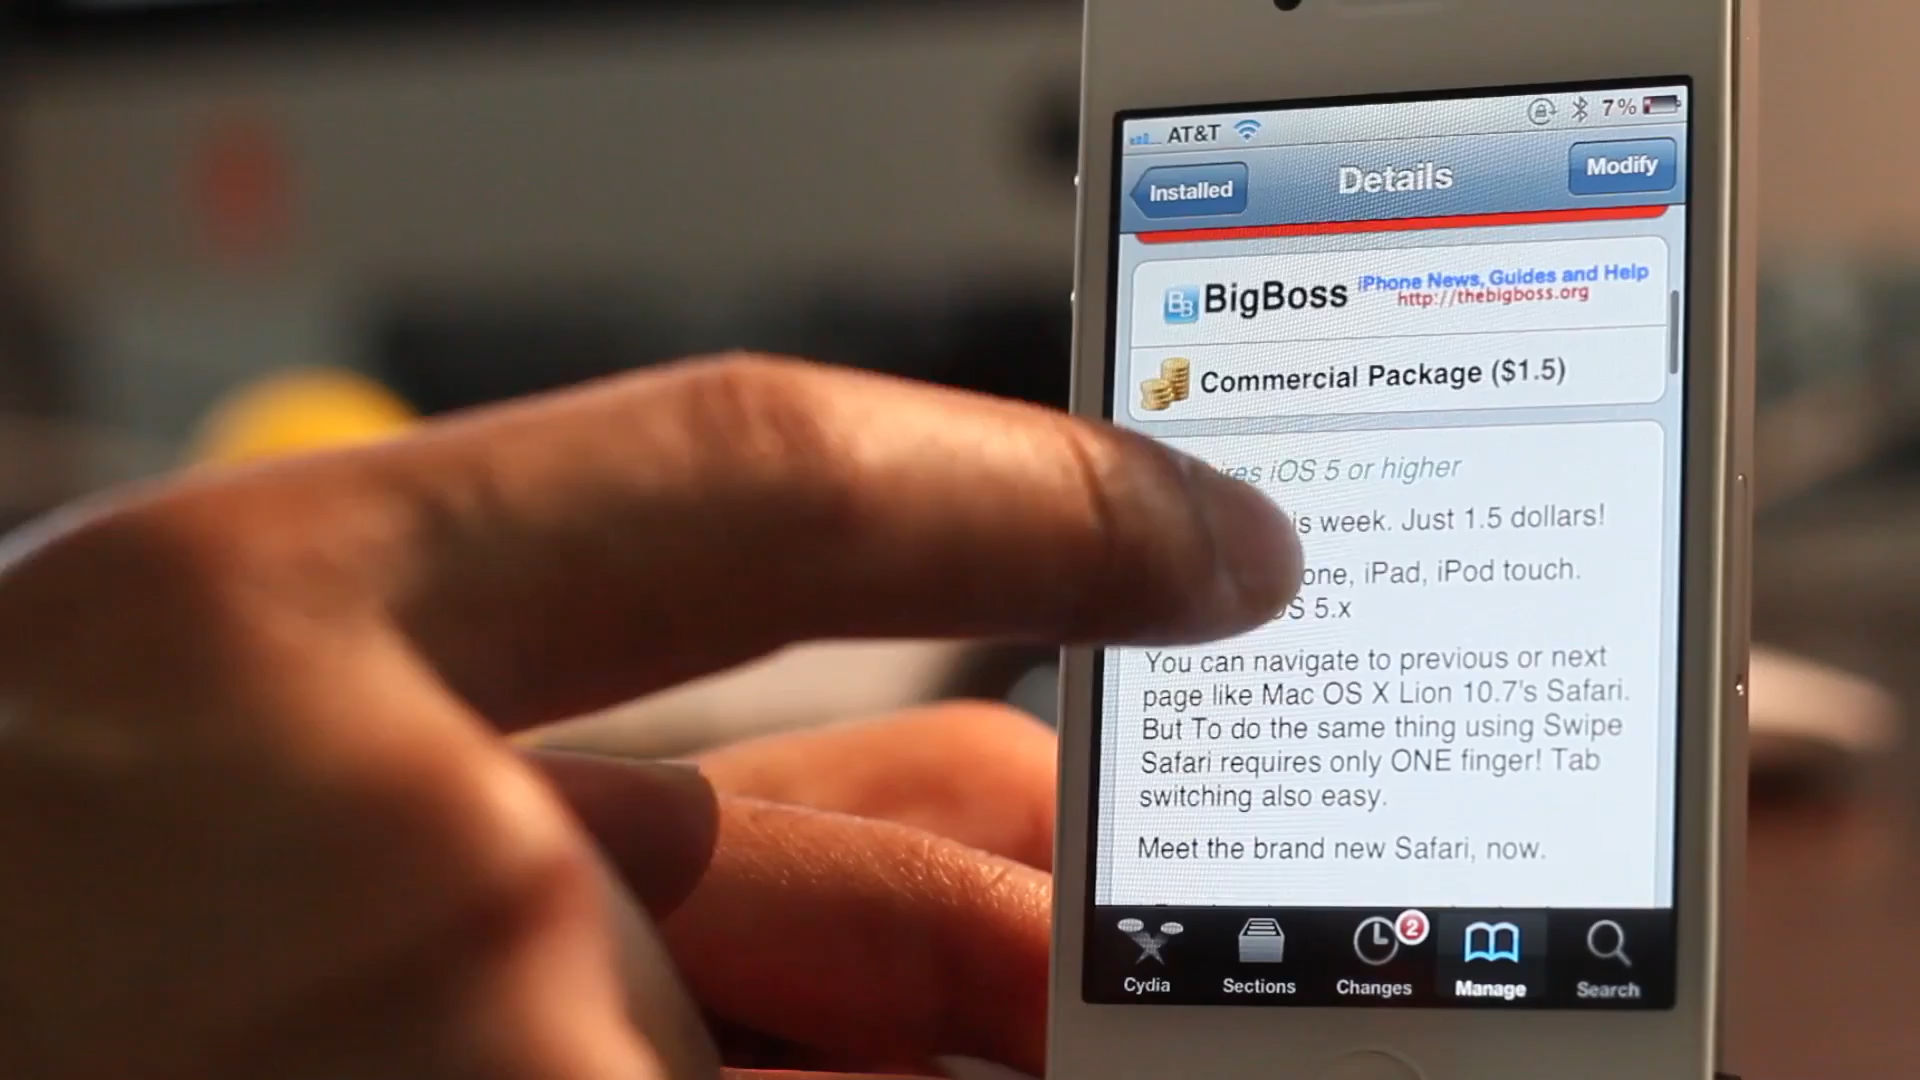 AT&T 7%
Installed Details Modify
BigBoss iPhone News, Guides and Help
http://thebigboss.org
Commercial Package ($1.5)
iOS 5 or higher
week. Just 1.5 dollars!
iPad, iPod touch.
5.x
You can navigate to previous or next
page like Mac OS X Lion 10.7's Safari.
But To do the same thing using Swipe
Safari requires only ONE finger! Tab
switching also easy.
Meet the brand new Safari, now.
2
Cydia Sections Changes Manage Search